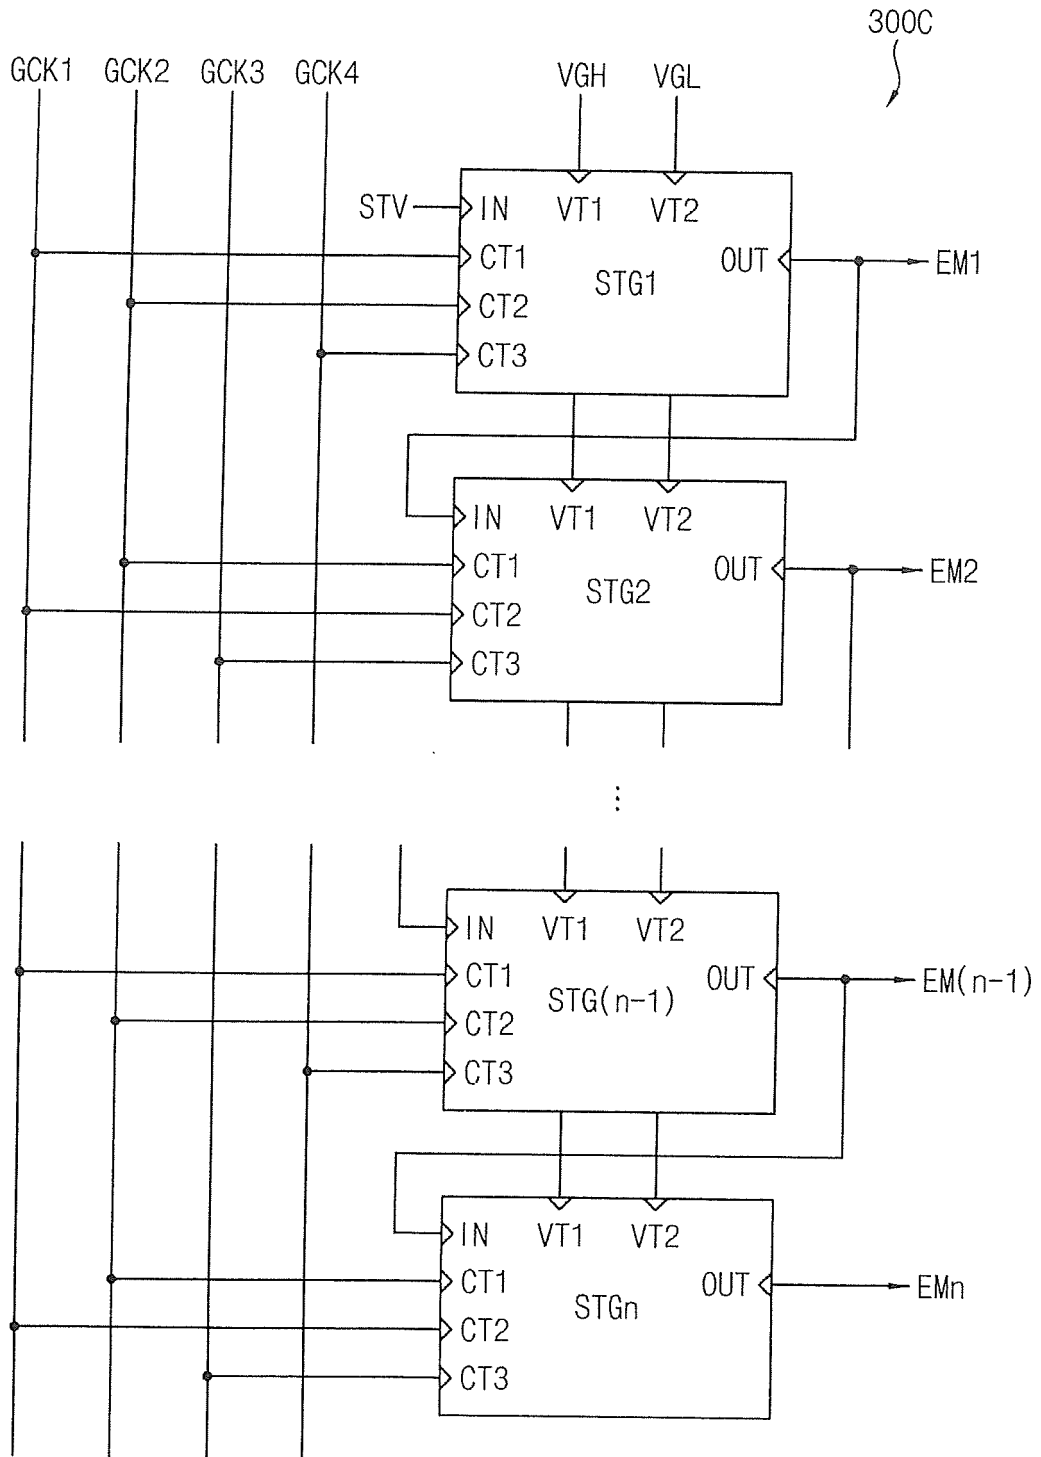 300C
GCK1 GCK2 GCK3 GCK4 VGH VGL
STV IN VT1 VT2
CT1 OUT EM1
STG1
CT2
CT3
IN VT1 VT2
CT1 OUT EM2
STG2
CT2
CT3
⋮
IN VT1 VT2
CT1 OUT EM(n-1)
STG(n-1)
CT2
CT3
IN VT1 VT2
CT1 OUT EMn
STGn
CT2
CT3